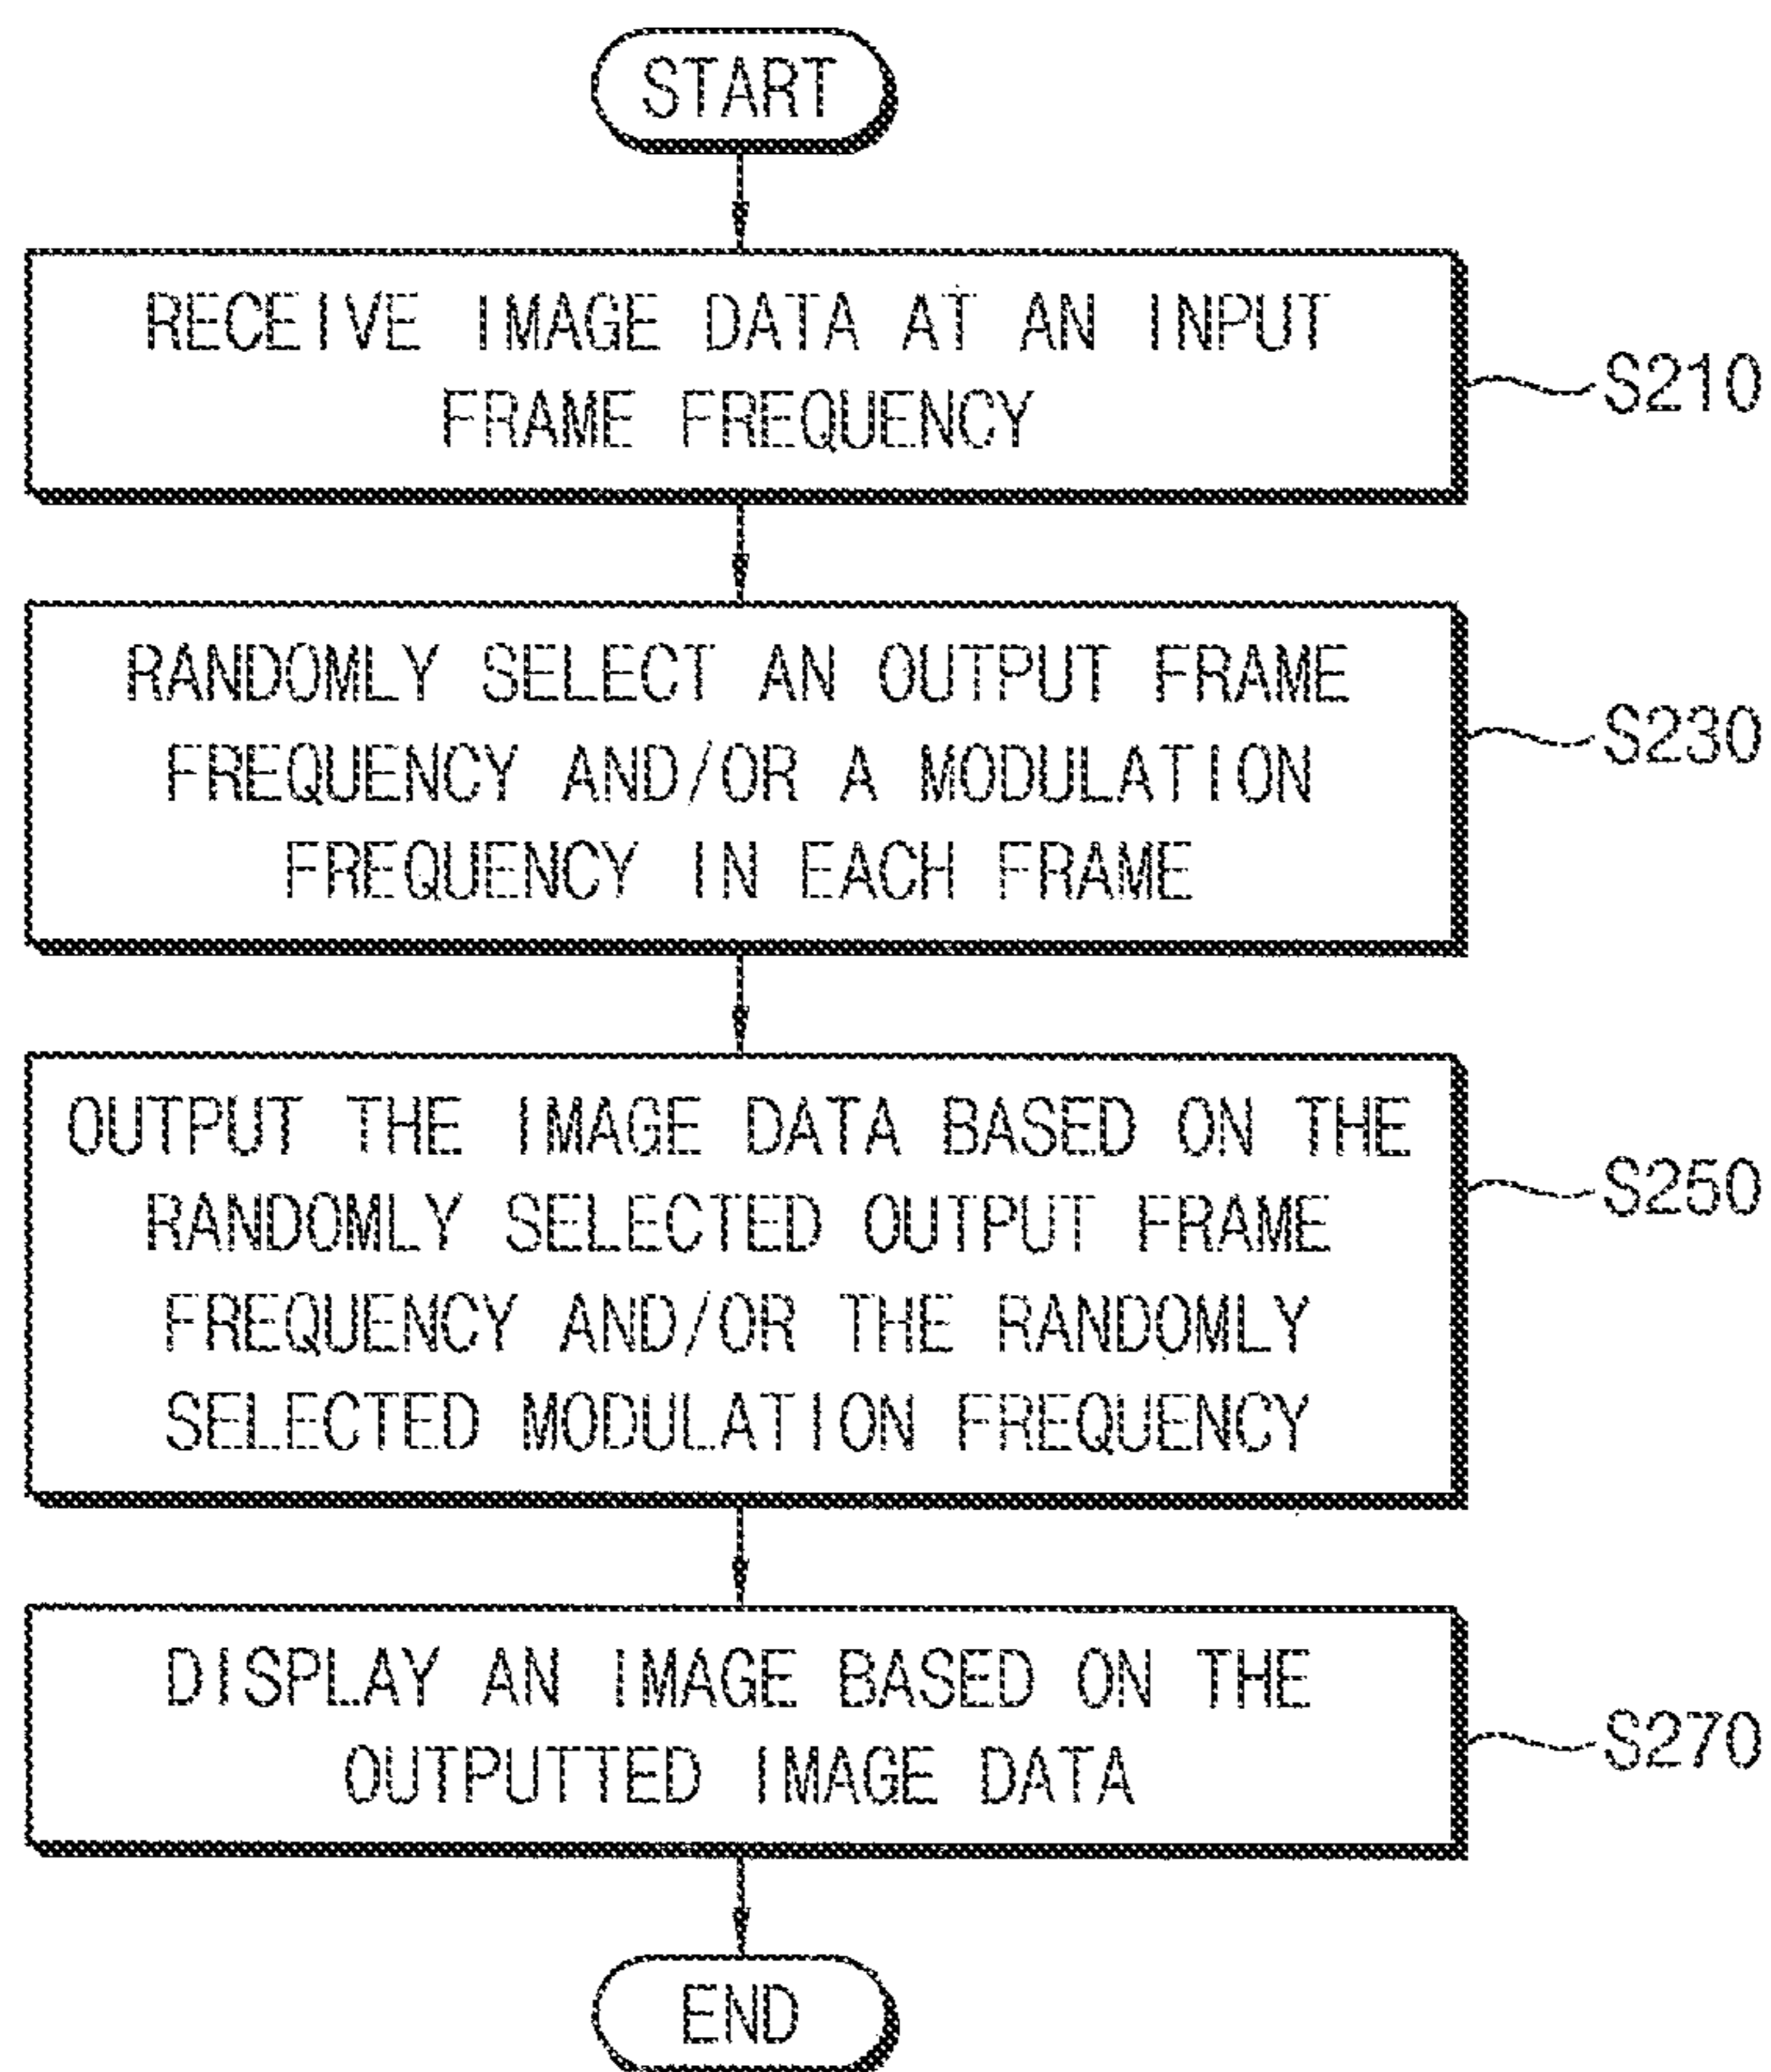 START
RECEIVE IMAGE DATA AT AN INPUT
FRAME FREQUENCY
S210
RANDOMLY SELECT AN OUTPUT FRAME
FREQUENCY AND/OR A MODULATION
FREQUENCY IN EACH FRAME
S230
OUTPUT THE IMAGE DATA BASED ON THE
RANDOMLY SELECTED OUTPUT FRAME
FREQUENCY AND/OR THE RANDOMLY
SELECTED MODULATION FREQUENCY
S250
DISPLAY AN IMAGE BASED ON THE
OUTPUTTED IMAGE DATA
S270
END